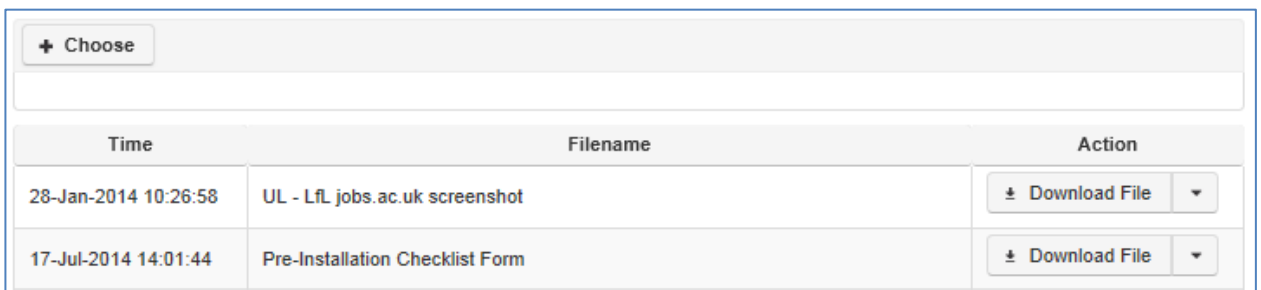 Choose
Time Filename Action
28-Jan-2014 10:26:58 UL - LfL jobs.ac.uk screenshot Download File
17-Jul-2014 14:01:44 Pre-Installation Checklist Form Download File